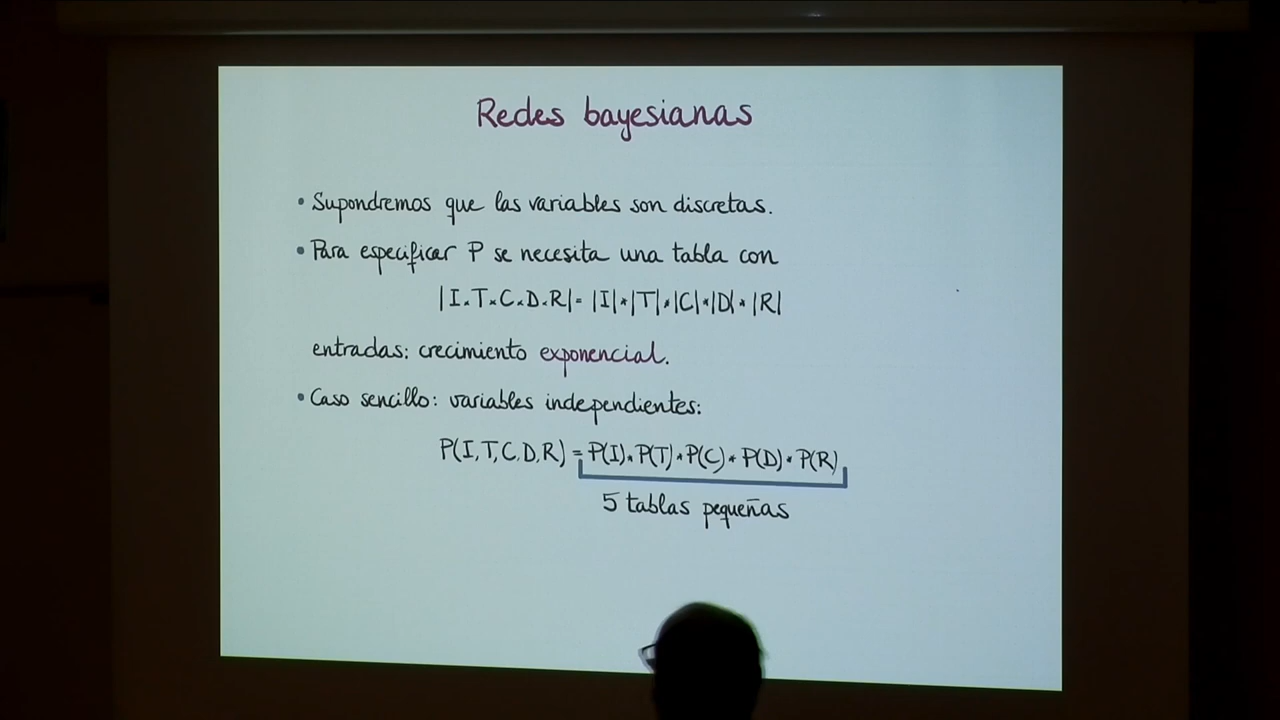 Redes bayesianas
• Supondremos que las variables son discretas.
• Para especificar P se necesita una tabla con
|I×T×C×D×R| = |I|*|T|*|C|*|D|*|R|
entradas: crecimiento exponencial.
• Caso sencillo: variables independientes:
P(I,T,C,D,R) = P(I)*P(T)*P(C)*P(D)*P(R)
5 tablas pequeñas